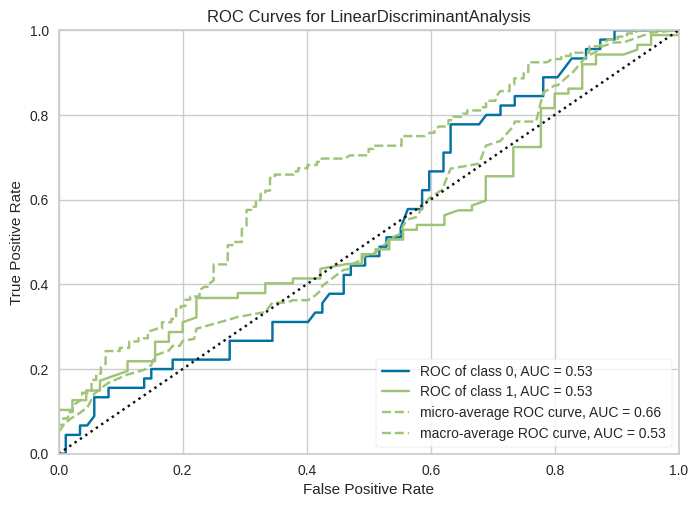 ROC Curves for LinearDiscriminantAnalysis
True Positive Rate
1.0
0.8
0.6
0.4
0.2
0.0
ROC of class 0, AUC = 0.53
ROC of class 1, AUC = 0.53
micro-average ROC curve, AUC = 0.66
macro-average ROC curve, AUC = 0.53
0.0 0.2 0.4 0.6 0.8 1.0
False Positive Rate